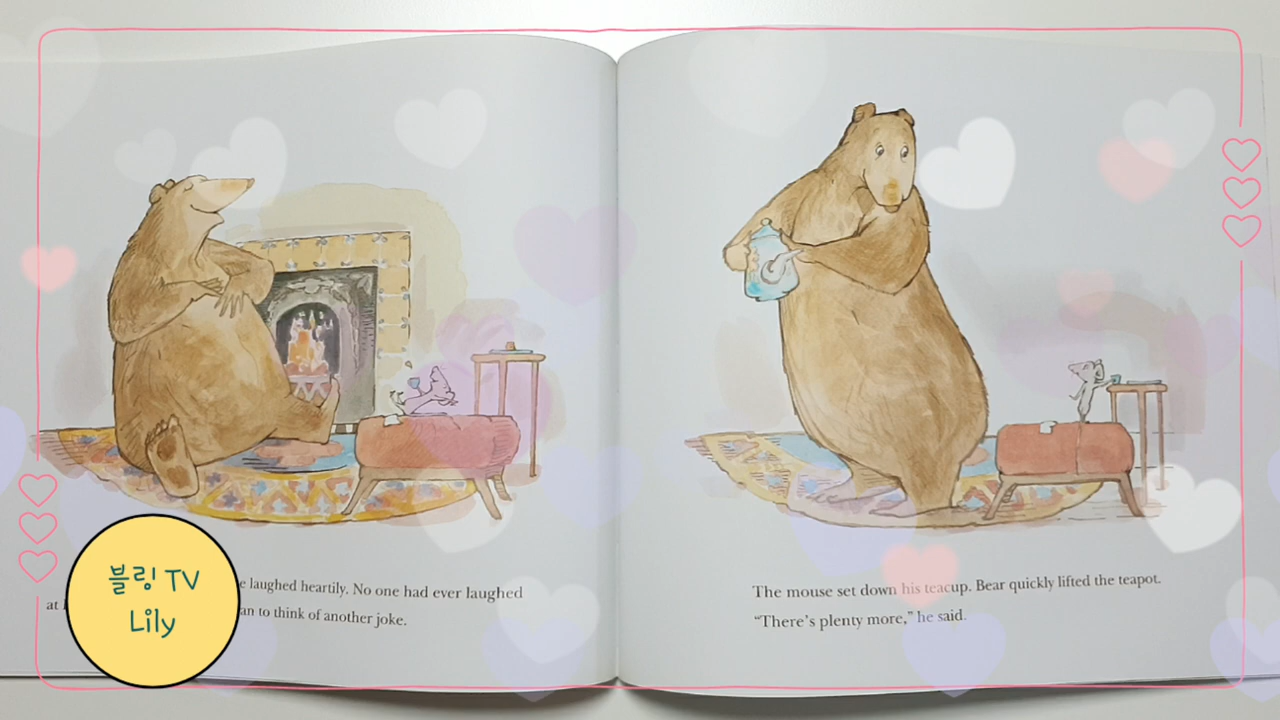 e laughed heartily. No one had ever laughed
at
an to think of another joke.
The mouse set down his teacup. Bear quickly lifted the teapot.
“There’s plenty more,” he said.
블링 TV
Lily